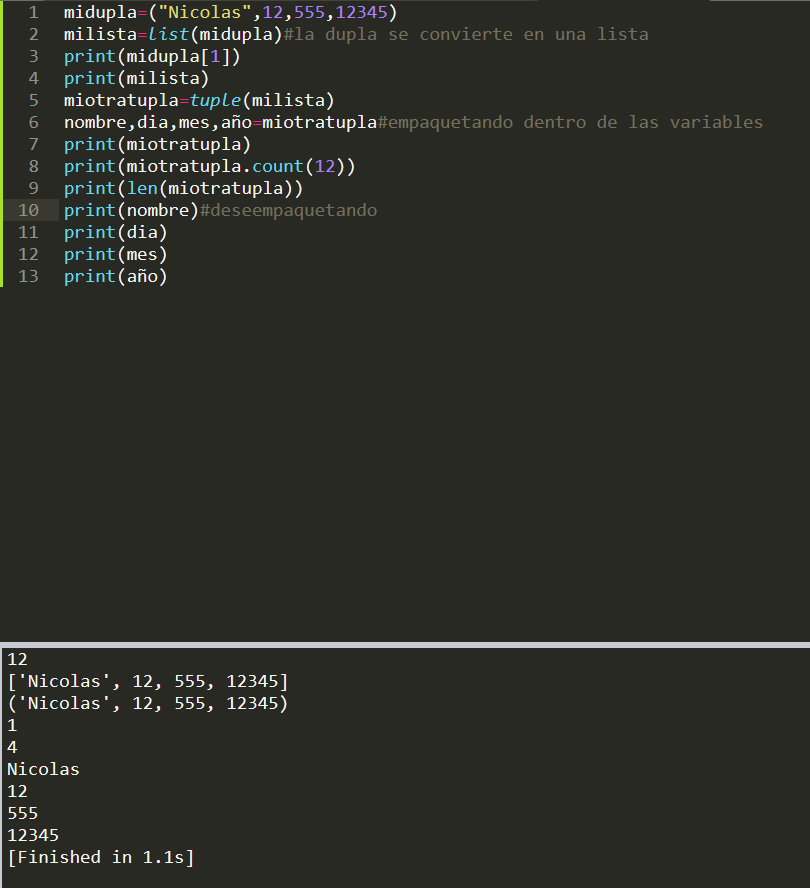 1 midupla=("Nicolas",12,555,12345)
2 milista=list(midupla)#la dupla se convierte en una lista
3 print(midupla[1])
4 print(milista)
5 miotratupla=tuple(milista)
6 nombre,dia,mes,año=miotratupla#empaquetando dentro de las variables
7 print(miotratupla)
8 print(miotratupla.count(12))
9 print(len(miotratupla))
10 print(nombre)#deseempaquetando
11 print(dia)
12 print(mes)
13 print(año)
12
['Nicolas', 12, 555, 12345]
('Nicolas', 12, 555, 12345)
1
4
Nicolas
12
555
12345
[Finished in 1.1s]